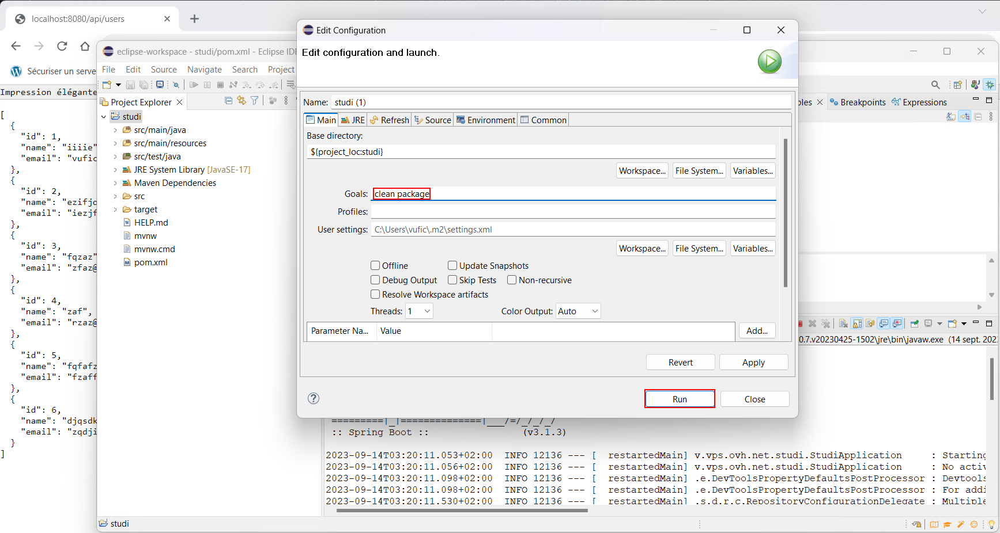 localhost:8080/api/users
Sécuriser un serve
Impression élégante
[
{
"id": 1,
"name": "iiiie"
"email": "vufic
},
{
"id": 2,
"name": "ezifjo
"email": "iezjf
},
{
"id": 3,
"name": "fqzaz"
"email": "zfaz@
},
{
"id": 4,
"name": "zaf",
"email": "rzaz@
},
{
"id": 5,
"name": "fqfafz
"email": "fzaff
},
{
"id": 6,
"name": "djqsdk
"email": "zqdji
}
]
eclipse-workspace - studi/pom.xml - Eclipse IDE
File Edit Source Navigate Search Project
Project Explorer
studi
src/main/java
src/main/resources
src/test/java
JRE System Library [JavaSE-17]
Maven Dependencies
src
target
HELP.md
mvnw
mvnw.cmd
pom.xml
Edit Configuration
Edit configuration and launch.
Name: studi (1)
Main JRE Refresh Source Environment Common
Base directory:
${project_loc:studi}
Workspace... File System... Variables...
Goals: clean package
Profiles:
User settings: C:\Users\vufic\.m2\settings.xml
Workspace... File System... Variables...
Offline Update Snapshots
Debug Output Skip Tests Non-recursive
Resolve Workspace artifacts
Threads: 1 Color Output: Auto
Parameter Na... Value Add...
Revert Apply
Run Close
bles Breakpoints Expressions
0.7.v20230425-1502\jre\bin\javaw.exe (14 sept. 202
=========|_|==============|___/=/_/_/_/
:: Spring Boot :: (v3.1.3)
2023-09-14T03:20:11.053+02:00 INFO 12136 --- [ restartedMain] v.vps.ovh.net.studi.StudiApplication : Starting
2023-09-14T03:20:11.056+02:00 INFO 12136 --- [ restartedMain] v.vps.ovh.net.studi.StudiApplication : No activ
2023-09-14T03:20:11.098+02:00 INFO 12136 --- [ restartedMain] .e.DevToolsPropertyDefaultsPostProcessor : Devtools
2023-09-14T03:20:11.098+02:00 INFO 12136 --- [ restartedMain] .e.DevToolsPropertyDefaultsPostProcessor : For addi
2023-09-14T03:20:11.530+02:00 INFO 12136 --- [ restartedMain] .s.d.r.c.RepositoryConfigurationDelegate : Multiple
studi